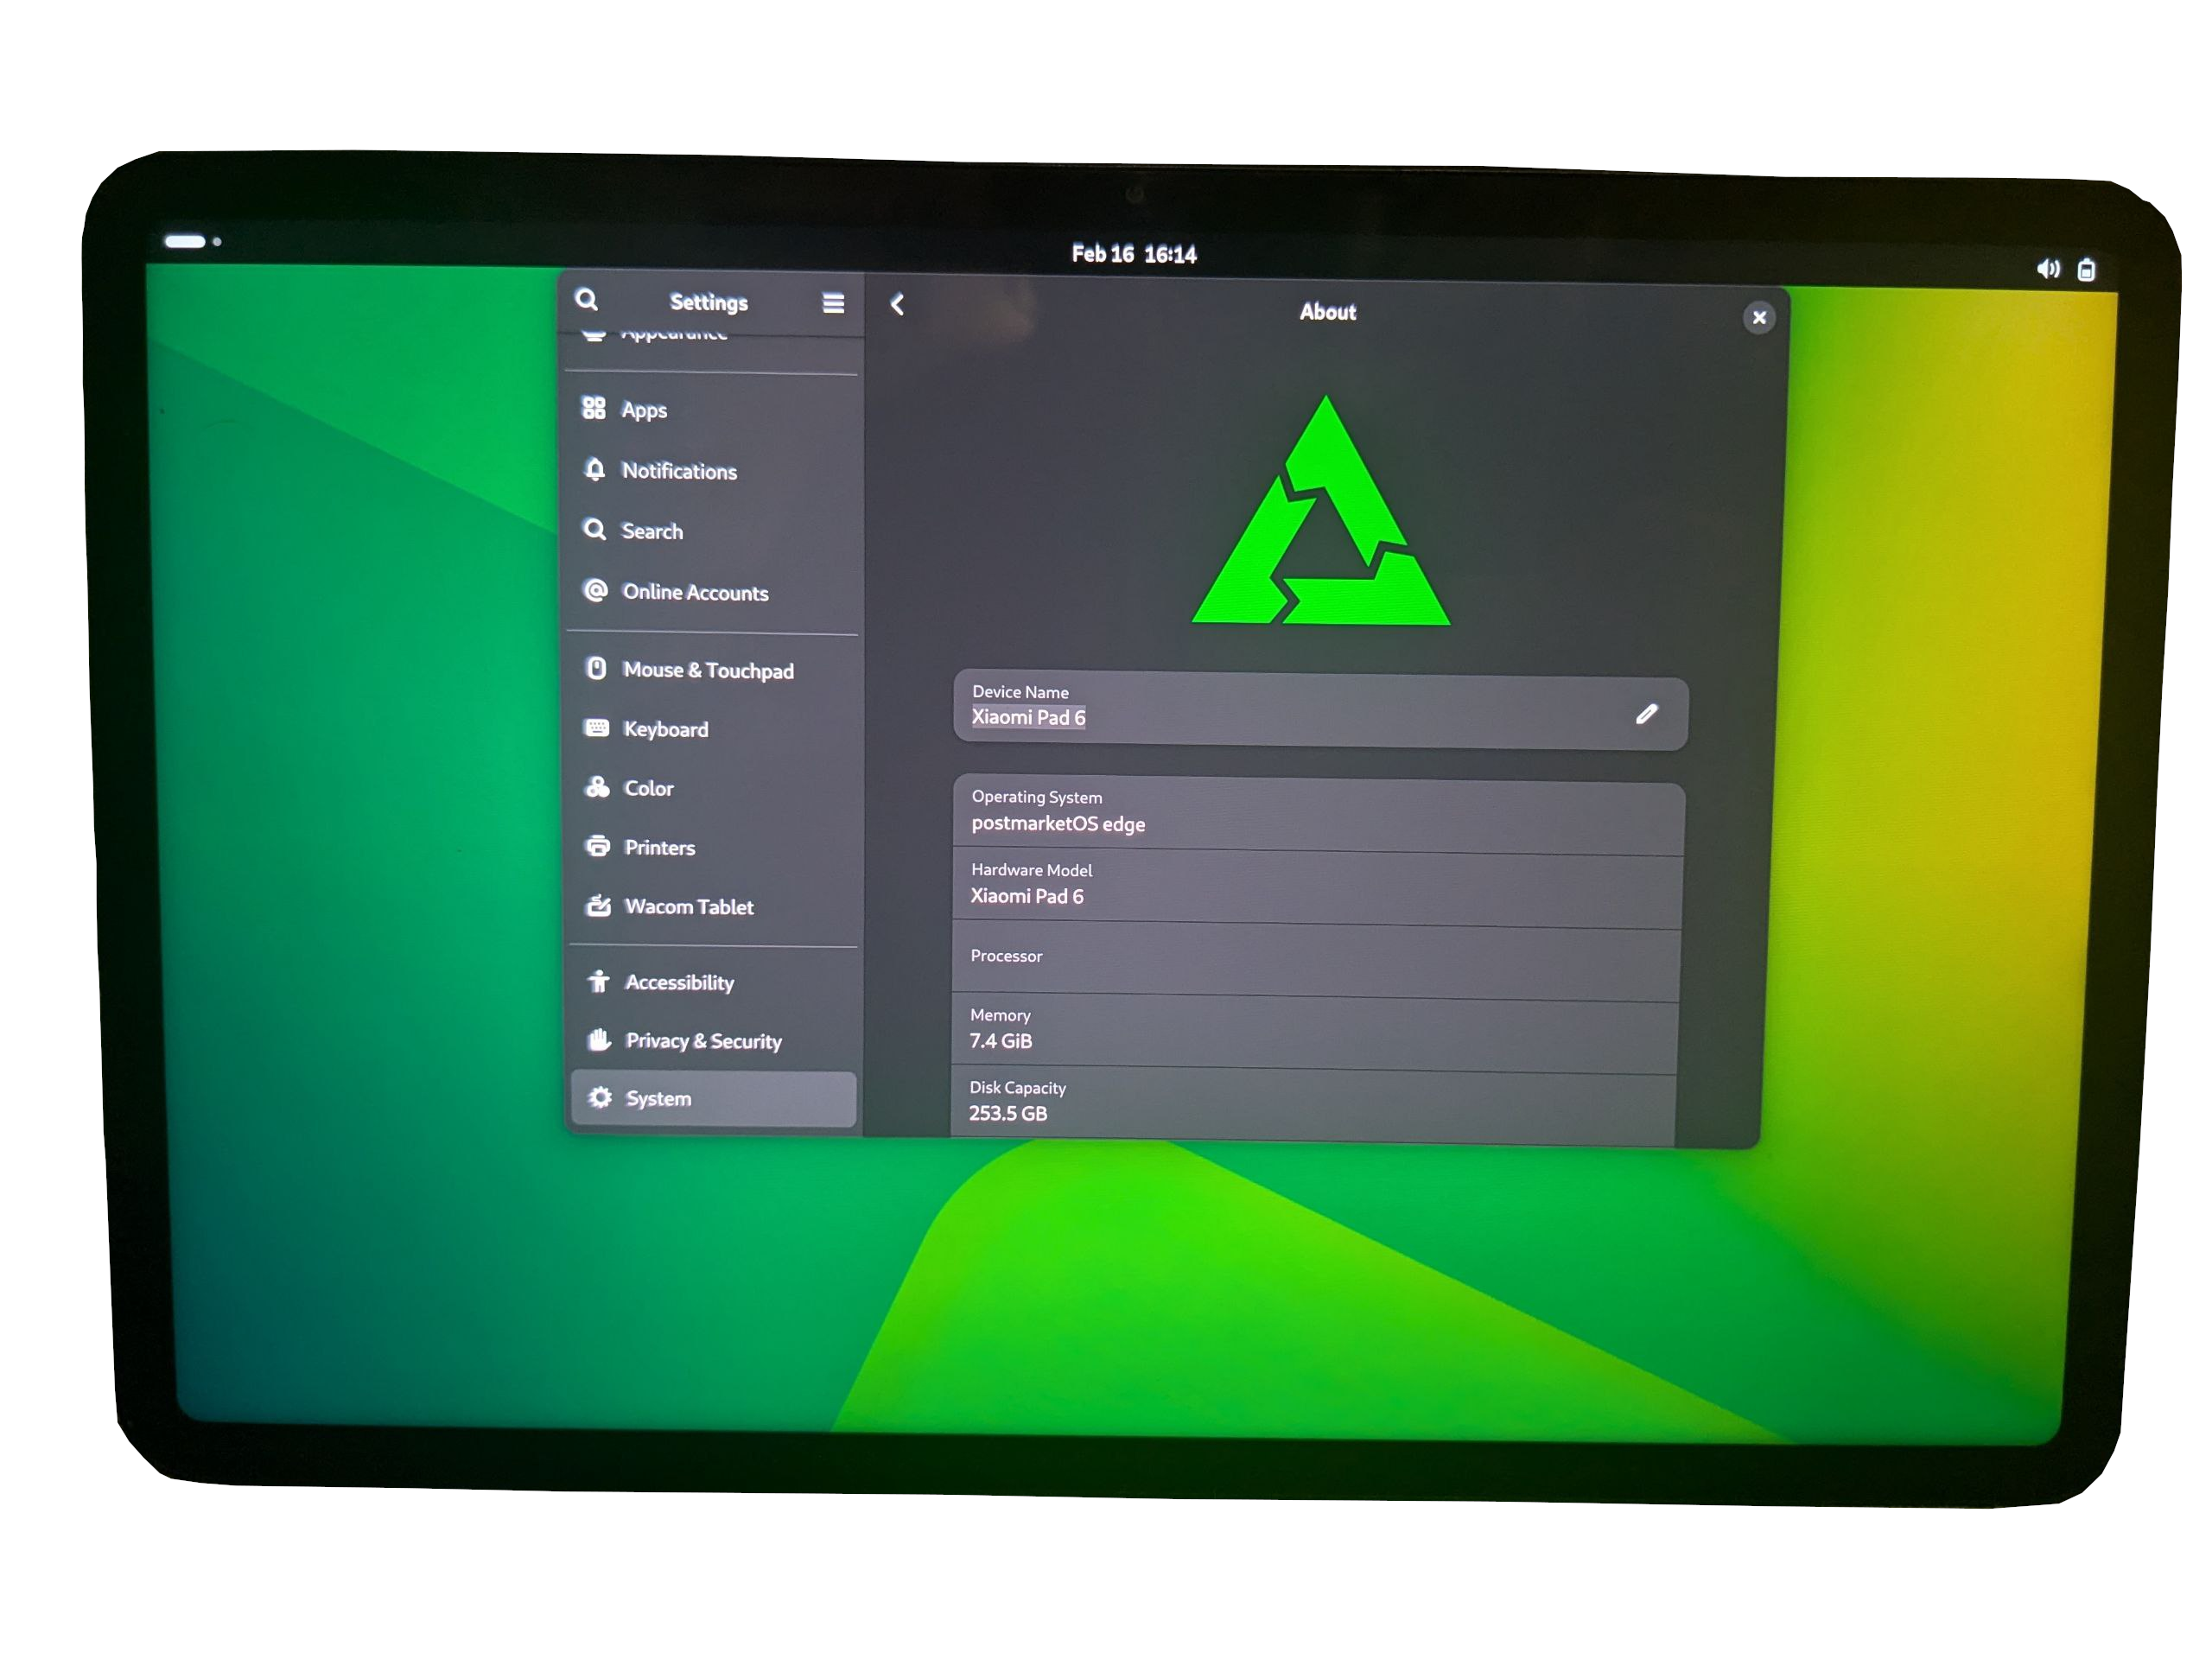 Feb 16 16:14
Settings
Appearance
Apps
Notifications
Search
Online Accounts
Mouse & Touchpad
Keyboard
Color
Printers
Wacom Tablet
Accessibility
Privacy & Security
System
About
Device Name
Xiaomi Pad 6
Operating System
postmarketOS edge
Hardware Model
Xiaomi Pad 6
Processor
Memory
7.4 GiB
Disk Capacity
253.5 GB